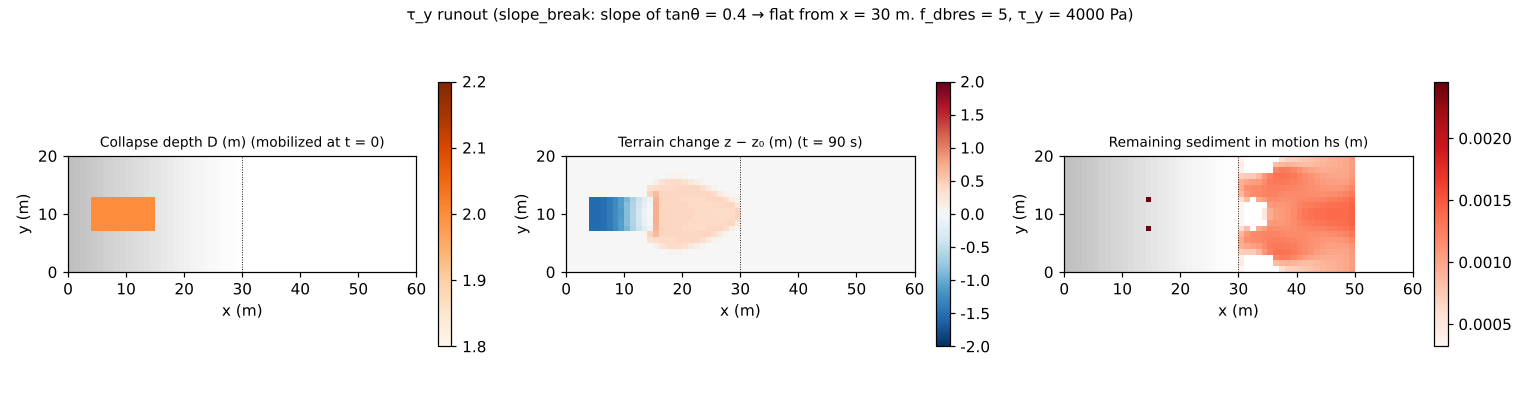 τ_y runout (slope_break: slope of tanθ = 0.4 → flat from x = 30 m. f_dbres = 5, τ_y = 4000 Pa)
Collapse depth D (m) (mobilized at t = 0)
20
10
0
y (m)
0 10 20 30 40 50 60
x (m)
2.2
2.1
2.0
1.9
1.8
Terrain change z − z₀ (m) (t = 90 s)
20
10
0
y (m)
0 10 20 30 40 50 60
x (m)
2.0
1.5
1.0
0.5
0.0
-0.5
-1.0
-1.5
-2.0
Remaining sediment in motion hs (m)
20
10
0
y (m)
0 10 20 30 40 50 60
x (m)
0.0020
0.0015
0.0010
0.0005